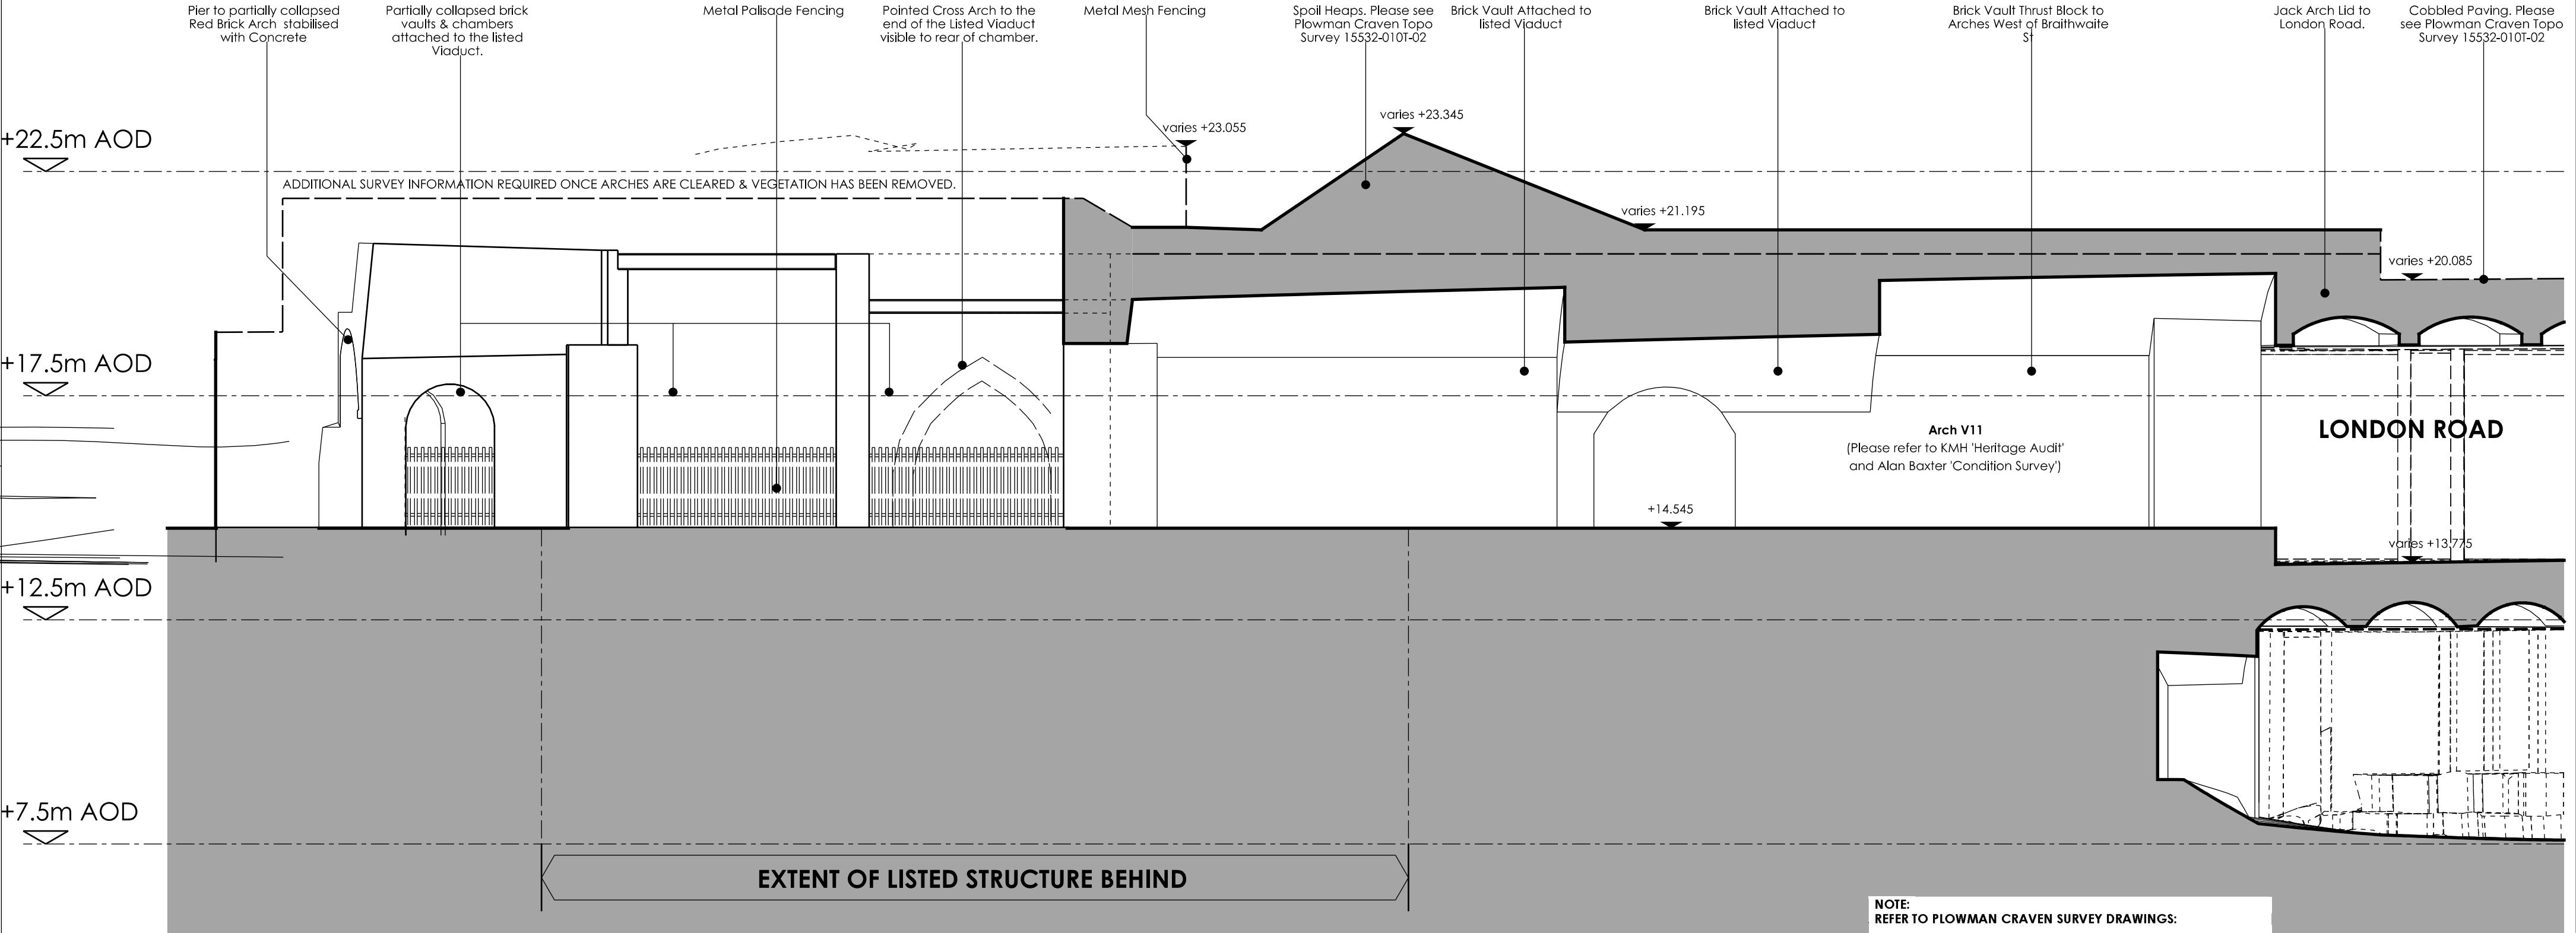 Pier to partially collapsed
Red Brick Arch stabilised
with Concrete
Partially collapsed brick
vaults & chambers
attached to the listed
Viaduct.
Metal Palisade Fencing
Pointed Cross Arch to the
end of the Listed Viaduct
visible to rear of chamber.
Metal Mesh Fencing
Spoil Heaps. Please see
Plowman Craven Topo
Survey 15532-010T-02
Brick Vault Attached to
listed Viaduct
Brick Vault Attached to
listed Viaduct
Brick Vault Thrust Block to
Arches West of Braithwaite
St
Jack Arch Lid to
London Road.
Cobbled Paving. Please
see Plowman Craven Topo
Survey 15532-010T-02
varies +23.345
varies +23.055
+22.5m AOD
ADDITIONAL SURVEY INFORMATION REQUIRED ONCE ARCHES ARE CLEARED & VEGETATION HAS BEEN REMOVED.
varies +21.195
varies +20.085
+17.5m AOD
Arch V11
(Please refer to KMH 'Heritage Audit'
and Alan Baxter 'Condition Survey')
LONDON ROAD
+14.545
varies +13.775
+12.5m AOD
+7.5m AOD
EXTENT OF LISTED STRUCTURE BEHIND
NOTE:
REFER TO PLOWMAN CRAVEN SURVEY DRAWINGS: